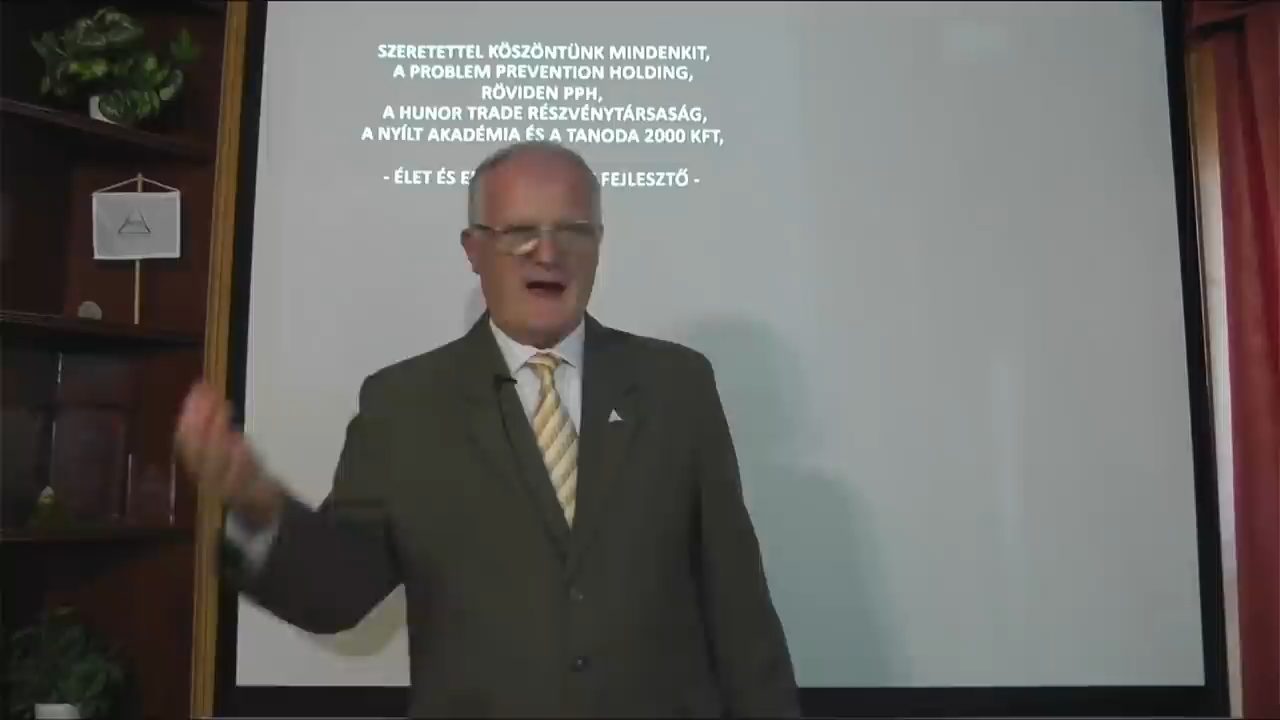 SZERETETTEL KÖSZÖNTÜNK MINDENKIT,
A PROBLEM PREVENTION HOLDING,
RÖVIDEN PPH,
A HUNOR TRADE RÉSZVÉNYTÁRSASÁG,
A NYÍLT AKADÉMIA ÉS A TANODA 2000 KFT,
- ÉLET ÉS FEJLESZTŐ -